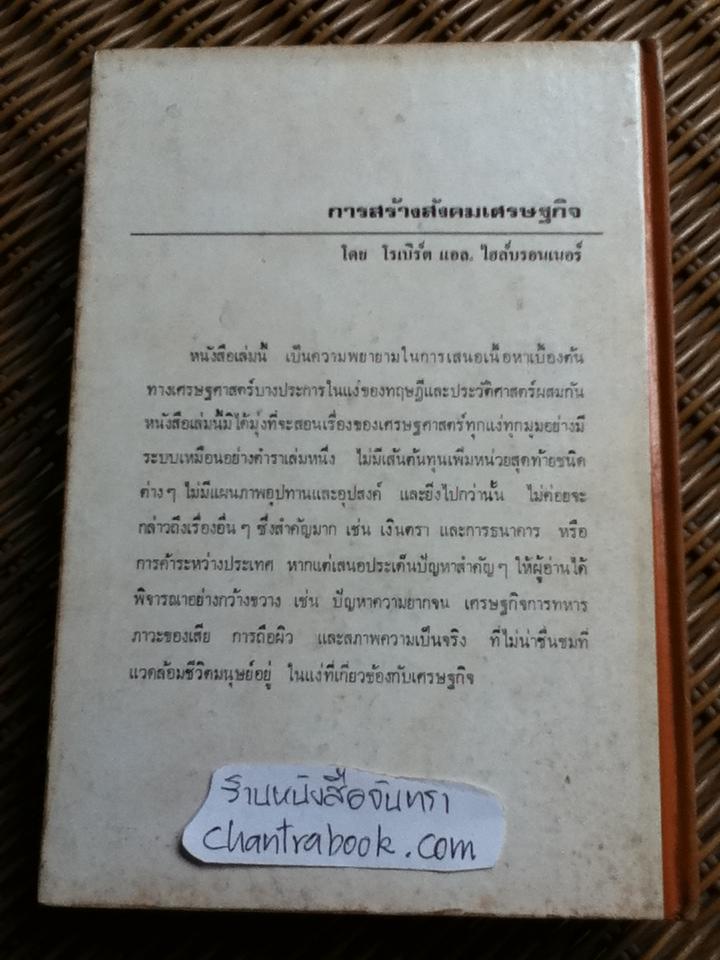 การสร้างสังคมเศรษฐกิจ
โดย โรเบิร์ต แอล. ไฮล์บรอนเนอร์
หนังสือเล่มนี้ เป็นความพยายามในการเสนอเนื้อหาเบื้องต้น
ทางเศรษฐศาสตร์บางประการในแง่ของทฤษฎีและประวัติศาสตร์ผสมกัน
หนังสือเล่มนี้มิได้มุ่งที่จะสอนเรื่องของเศรษฐศาสตร์ทุกแง่ทุกมุมอย่างมี
ระบบเหมือนอย่างตำราเล่มหนึ่ง ไม่มีเส้นต้นทุนเพิ่มหน่วยสุดท้ายชนิด
ต่างๆ ไม่มีแผนภาพอุปทานและอุปสงค์ และยิ่งไปกว่านั้น ไม่ค่อยจะ
กล่าวถึงเรื่องอื่นๆ ซึ่งสำคัญมาก เช่น เงินตรา และการธนาคาร หรือ
การค้าระหว่างประเทศ หากแต่เสนอประเด็นปัญหาสำคัญๆ ให้ผู้อ่านได้
พิจารณาอย่างกว้างขวาง เช่น ปัญหาความยากจน เศรษฐกิจการทหาร
ภาวะของเสีย การถือผิว และสภาพความเป็นจริง ที่ไม่น่าชื่นชมที่
แวดล้อมชีวิตมนุษย์อยู่ ในแง่ที่เกี่ยวข้องกับเศรษฐกิจ
ร้านหนังสือจันทรา
chantrabook.com